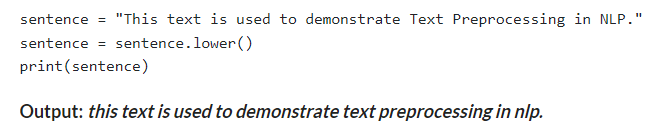 sentence = "This text is used to demonstrate Text Preprocessing in NLP."
sentence = sentence.lower()
print(sentence)
Output: this text is used to demonstrate text preprocessing in nlp.